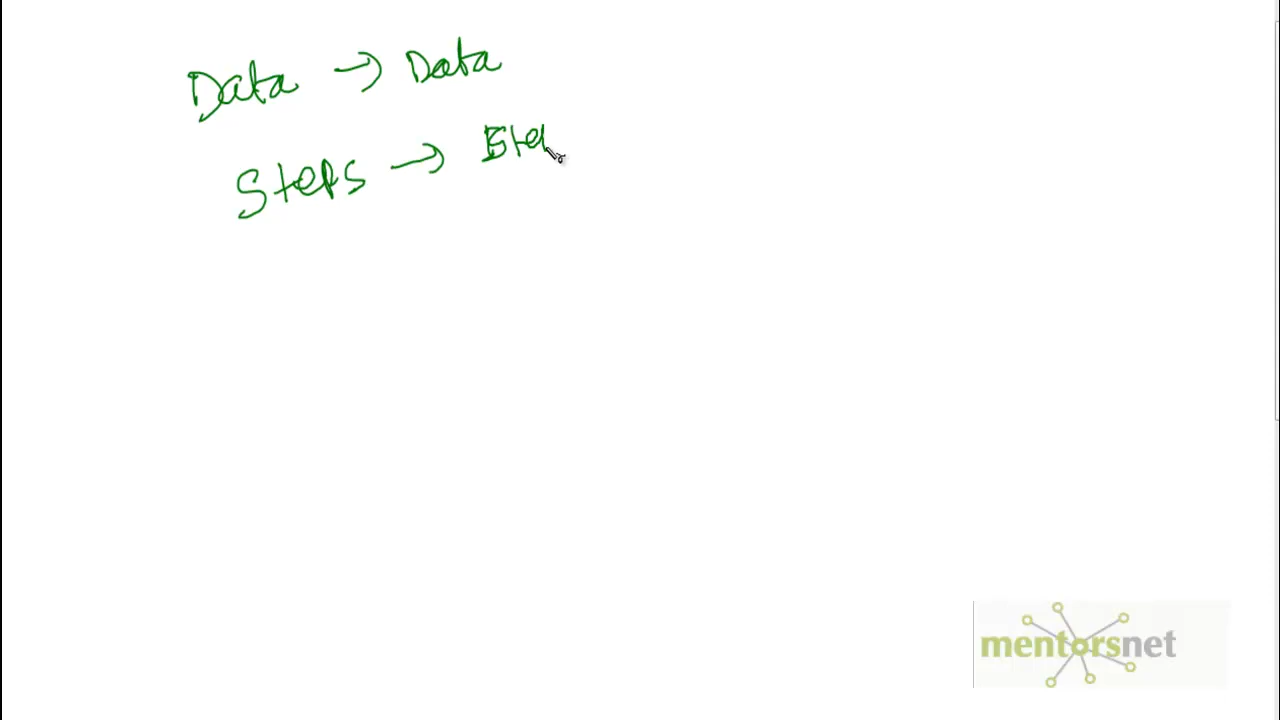 Data → Data
Steps →
mentorsnet